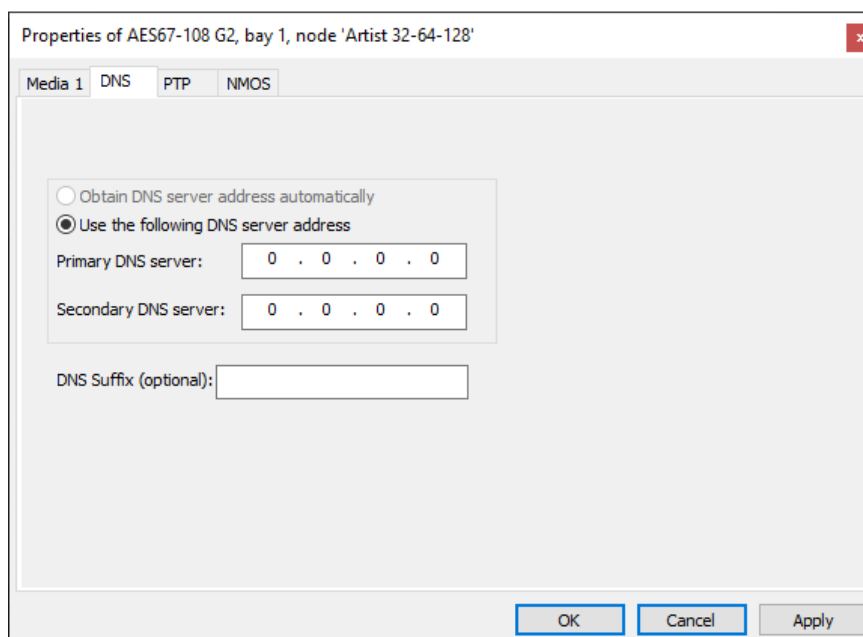 Properties of AES67-108 G2, bay 1, node 'Artist 32-64-128'
x
Media 1 DNS PTP NMOS
Obtain DNS server address automatically
Use the following DNS server address
Primary DNS server: 0 . 0 . 0 . 0
Secondary DNS server: 0 . 0 . 0 . 0
DNS Suffix (optional):
OK Cancel Apply